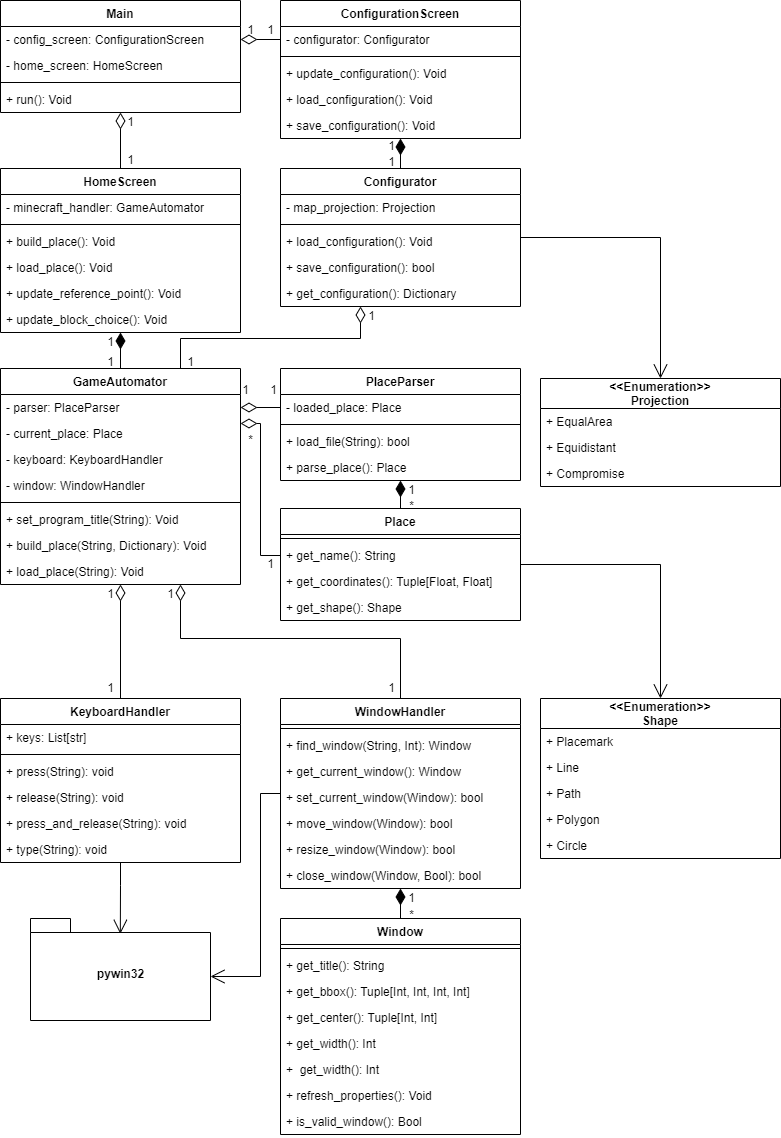 Main
- config_screen: ConfigurationScreen
- home_screen: HomeScreen
+ run(): Void
1
1
ConfigurationScreen
- configurator: Configurator
+ update_configuration(): Void
+ load_configuration(): Void
+ save_configuration(): Void
1
1
1
1
HomeScreen
- minecraft_handler: GameAutomator
+ build_place(): Void
+ load_place(): Void
+ update_reference_point(): Void
+ update_block_choice(): Void
Configurator
- map_projection: Projection
+ load_configuration(): Void
+ save_configuration(): bool
+ get_configuration(): Dictionary
1
1
1
1
GameAutomator
- parser: PlaceParser
- current_place: Place
- keyboard: KeyboardHandler
- window: WindowHandler
+ set_program_title(String): Void
+ build_place(String, Dictionary): Void
+ load_place(String): Void
1
1
*
1
PlaceParser
- loaded_place: Place
+ load_file(String): bool
+ parse_place(): Place
1
*
Place
+ get_name(): String
+ get_coordinates(): Tuple[Float, Float]
+ get_shape(): Shape
<<Enumeration>>
Projection
+ EqualArea
+ Equidistant
+ Compromise
1
1
1
1
KeyboardHandler
+ keys: List[str]
+ press(String): void
+ release(String): void
+ press_and_release(String): void
+ type(String): void
WindowHandler
+ find_window(String, Int): Window
+ get_current_window(): Window
+ set_current_window(Window): bool
+ move_window(Window): bool
+ resize_window(Window): bool
+ close_window(Window, Bool): bool
<<Enumeration>>
Shape
+ Placemark
+ Line
+ Path
+ Polygon
+ Circle
1
*
pywin32
Window
+ get_title(): String
+ get_bbox(): Tuple[Int, Int, Int, Int]
+ get_center(): Tuple[Int, Int]
+ get_width(): Int
+ get_width(): Int
+ refresh_properties(): Void
+ is_valid_window(): Bool